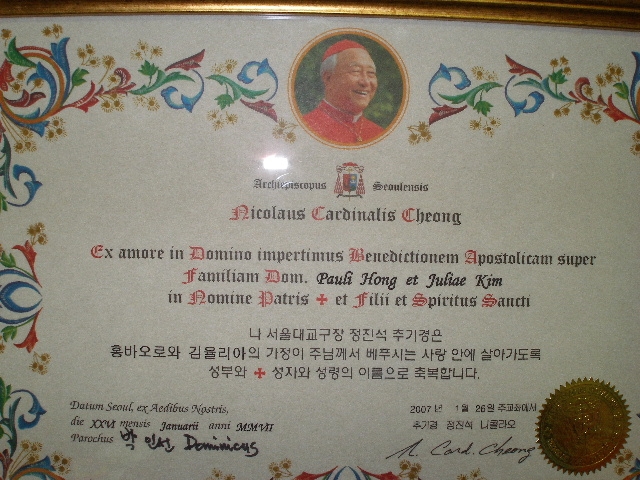 Archiepiscopus Seoulensis
Nicolaus Cardinalis Cheong
Ex amore in Domino impertimus Benedictionem Apostolicam super
Familiam Dom. Pauli Hong et Juliae Kim
in Nomine Patris ✝ et Filii et Spiritus Sancti
나 서울대교구장 정진석 추기경은
홍바오로와 김율리아의 가정이 주님께서 베푸시는 사랑 안에 살아가도록
성부와 ✝ 성자와 성령의 이름으로 축복합니다.
Datum Seoul, ex Aedibus Nostris,
die XXVI mensis Januarii anni MMVII
Parochus 박 Dominicus
2007년 1월 26일 주교좌에서
추기경 정진석 니콜라오
N. Card. Cheong